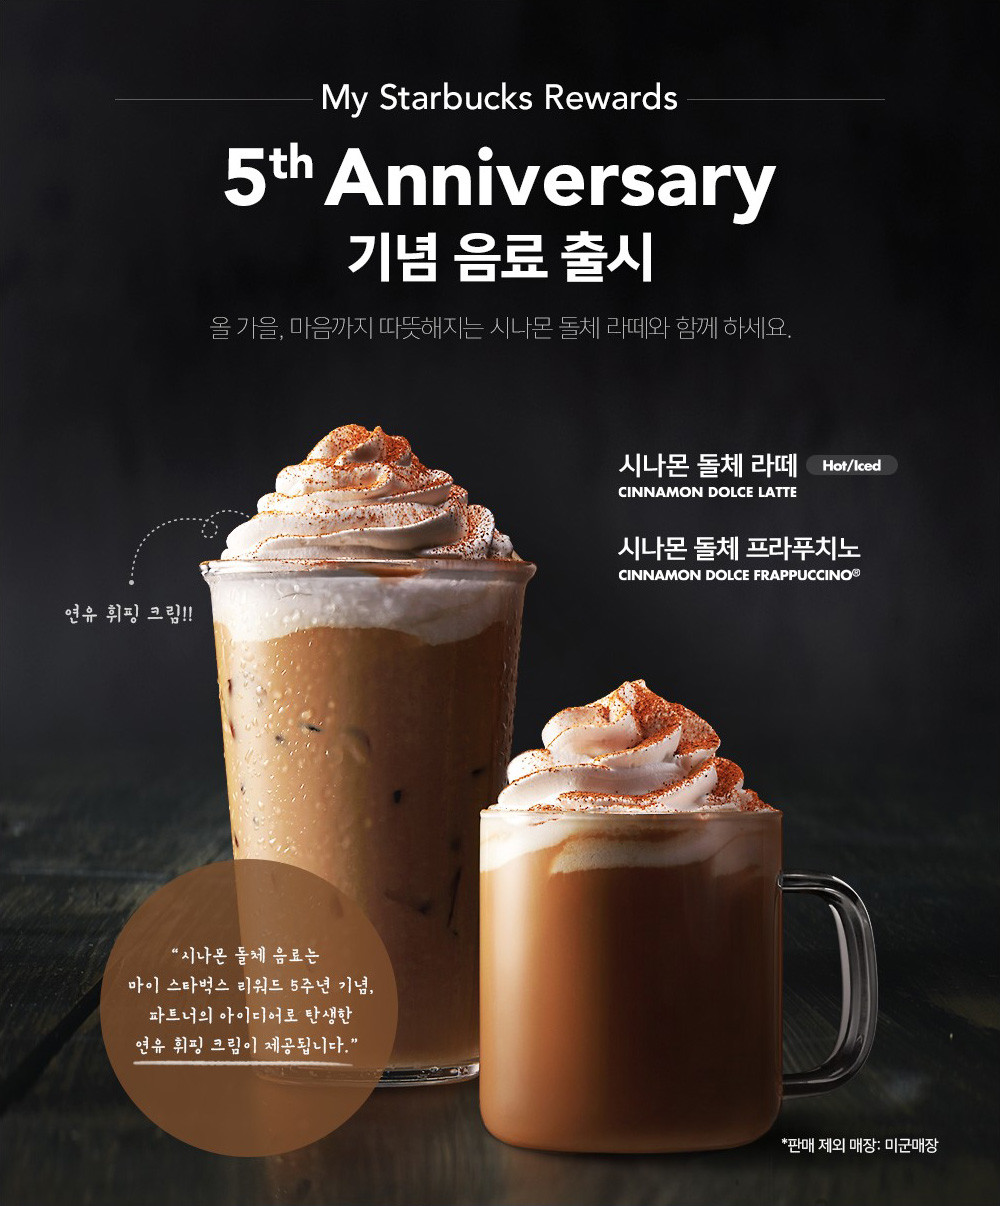 My Starbucks Rewards
5th Anniversary
기념 음료 출시
올 가을, 마음까지 따뜻해지는 시나몬 돌체 라떼와 함께 하세요.
시나몬 돌체 라떼 Hot/Iced
CINNAMON DOLCE LATTE
시나몬 돌체 프라푸치노
CINNAMON DOLCE FRAPPUCCINO®
연유 휘핑 크림!!
“시나몬 돌체 음료는
마이 스타벅스 리워드 5주년 기념,
파트너의 아이디어로 탄생한
연유 휘핑 크림이 제공됩니다.”
*판매 제외 매장: 미군매장